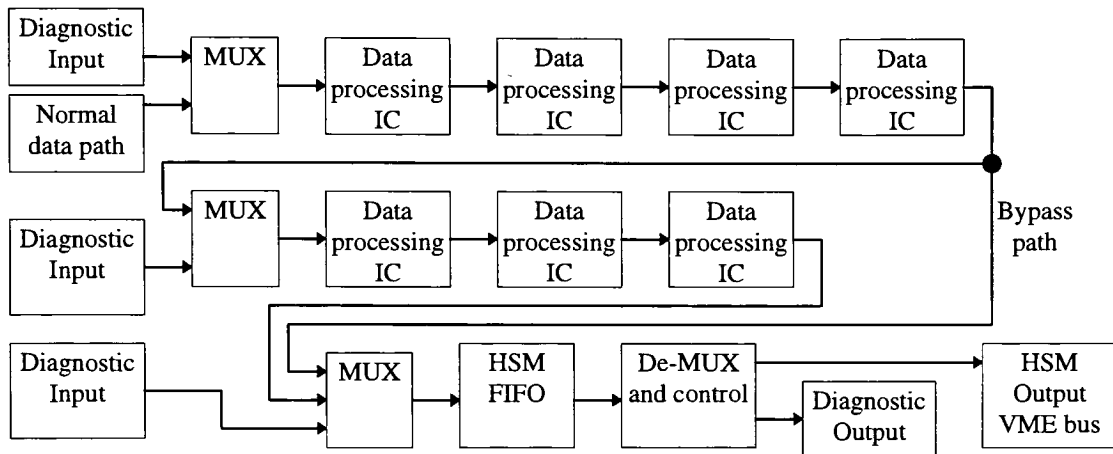 Diagnostic
Input
MUX
Data
processing
IC
Data
processing
IC
Data
processing
IC
Data
processing
IC
Normal
data path
Bypass
path
Diagnostic
Input
MUX
Data
processing
IC
Data
processing
IC
Data
processing
IC
Diagnostic
Input
MUX
HSM
FIFO
De-MUX
and control
Diagnostic
Output
HSM
Output
VME bus